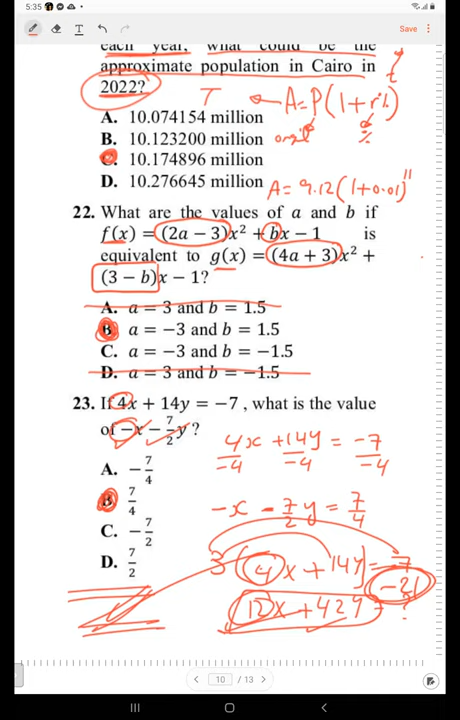 5:35
Save
each year, what could be the
approximate population in Cairo in
2022?
A. 10.074154 million
B. 10.123200 million
C. 10.174896 million
D. 10.276645 million
22. What are the values of a and b if
f(x) = (2a − 3)x² + bx − 1 is
equivalent to g(x) = (4a + 3)x² +
(3 − b)x − 1?
A. a = 3 and b = 1.5
B. a = −3 and b = 1.5
C. a = −3 and b = −1.5
D. a = 3 and b = −1.5
23. If 4x + 14y = −7, what is the value
of −x − 7/2 y?
A. − 7/4
B. 7/4
C. − 7/2
D. 7/2
A = 9.12(1+0.01)¹¹
4x/−4 + 14y/−4 = −7/−4
−x − 7/2 y = 7/4
3(4x + 14y) = 7
−21
12x + 42y = ?
10 / 13